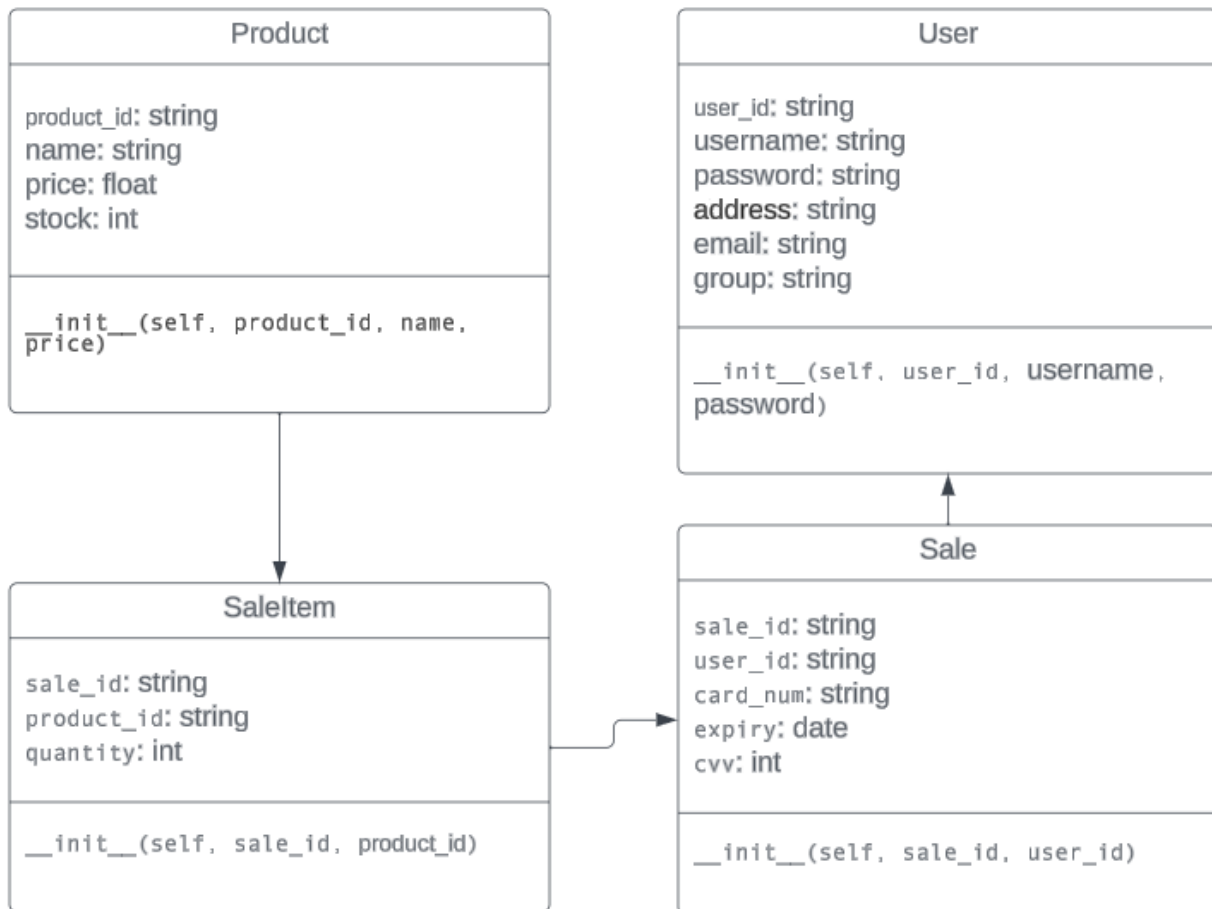 Product
product_id: string
name: string
price: float
stock: int
__init__(self, product_id, name,
price)
User
user_id: string
username: string
password: string
address: string
email: string
group: string
__init__(self, user_id, username,
password)
SaleItem
sale_id: string
product_id: string
quantity: int
__init__(self, sale_id, product_id)
Sale
sale_id: string
user_id: string
card_num: string
expiry: date
cvv: int
__init__(self, sale_id, user_id)